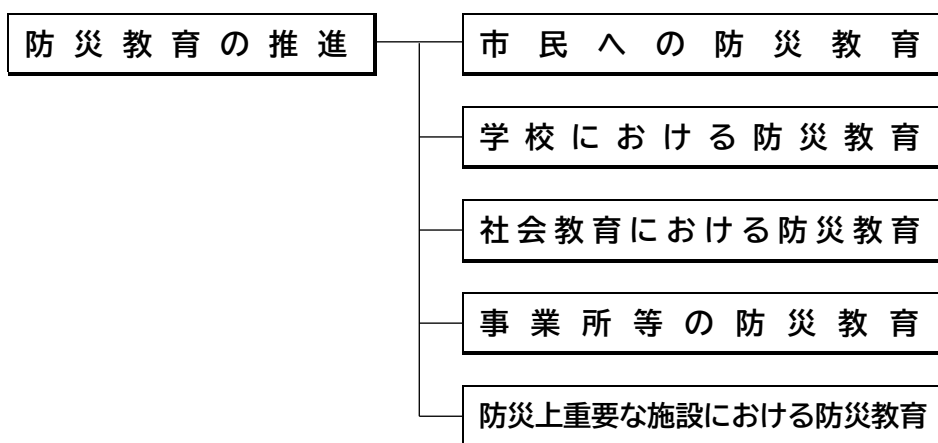 防災教育の推進
市民への防災教育
学校における防災教育
社会教育における防災教育
事業所等の防災教育
防災上重要な施設における防災教育